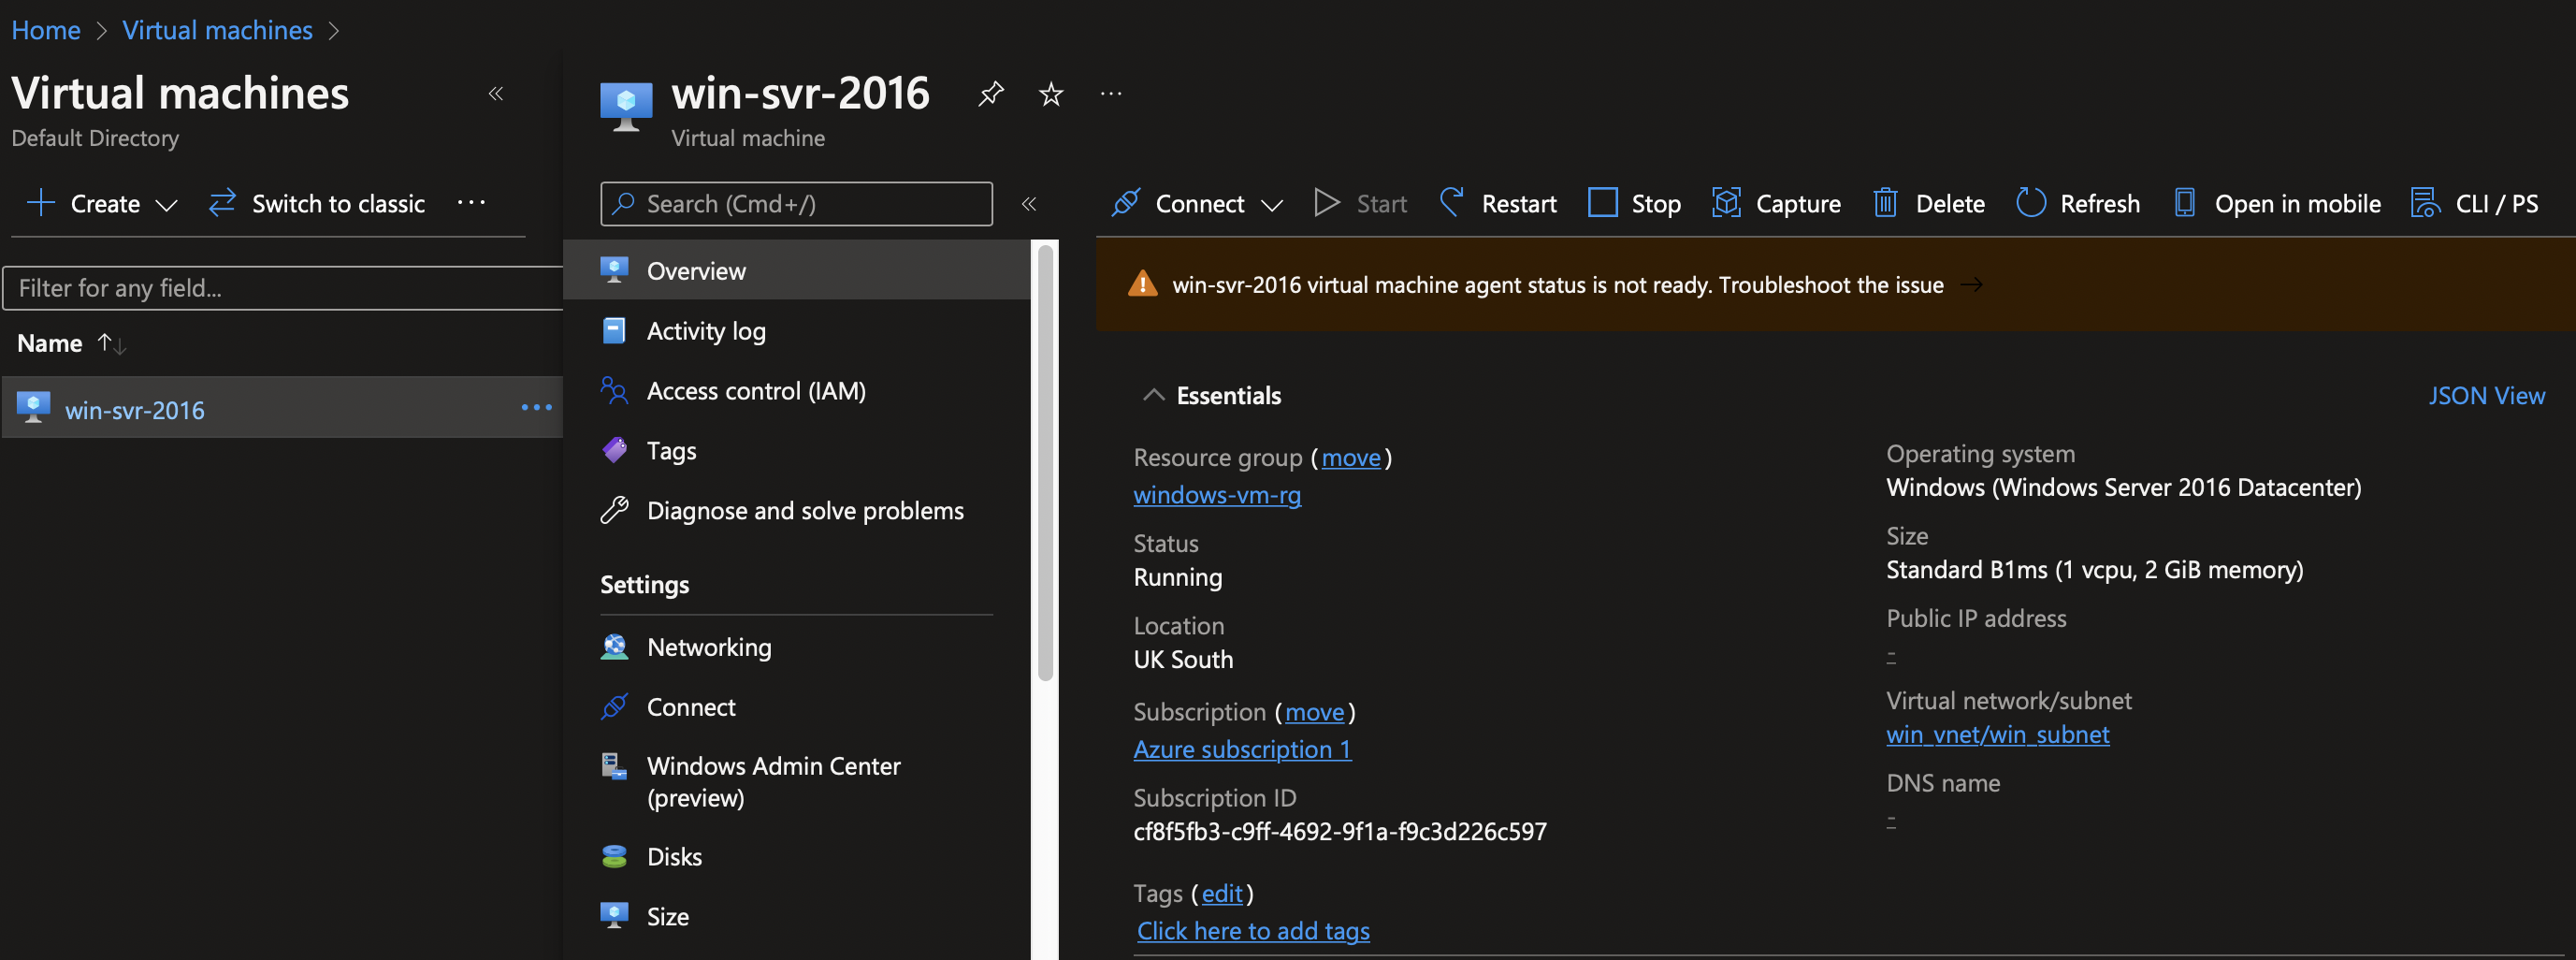 Home > Virtual machines >
Virtual machines «
Default Directory
+ Create Switch to classic ...
Filter for any field...
Name ↑↓
win-svr-2016 ...
win-svr-2016 ...
Virtual machine
Search (Cmd+/) «
Overview
Activity log
Access control (IAM)
Tags
Diagnose and solve problems
Settings
Networking
Connect
Windows Admin Center
(preview)
Disks
Size
Connect Start Restart Stop Capture Delete Refresh Open in mobile CLI / PS
win-svr-2016 virtual machine agent status is not ready. Troubleshoot the issue →
Essentials JSON View
Resource group (move)
windows-vm-rg
Status
Running
Location
UK South
Subscription (move)
Azure subscription 1
Subscription ID
cf8f5fb3-c9ff-4692-9f1a-f9c3d226c597
Tags (edit)
Click here to add tags
Operating system
Windows (Windows Server 2016 Datacenter)
Size
Standard B1ms (1 vcpu, 2 GiB memory)
Public IP address
-
Virtual network/subnet
win_vnet/win_subnet
DNS name
-